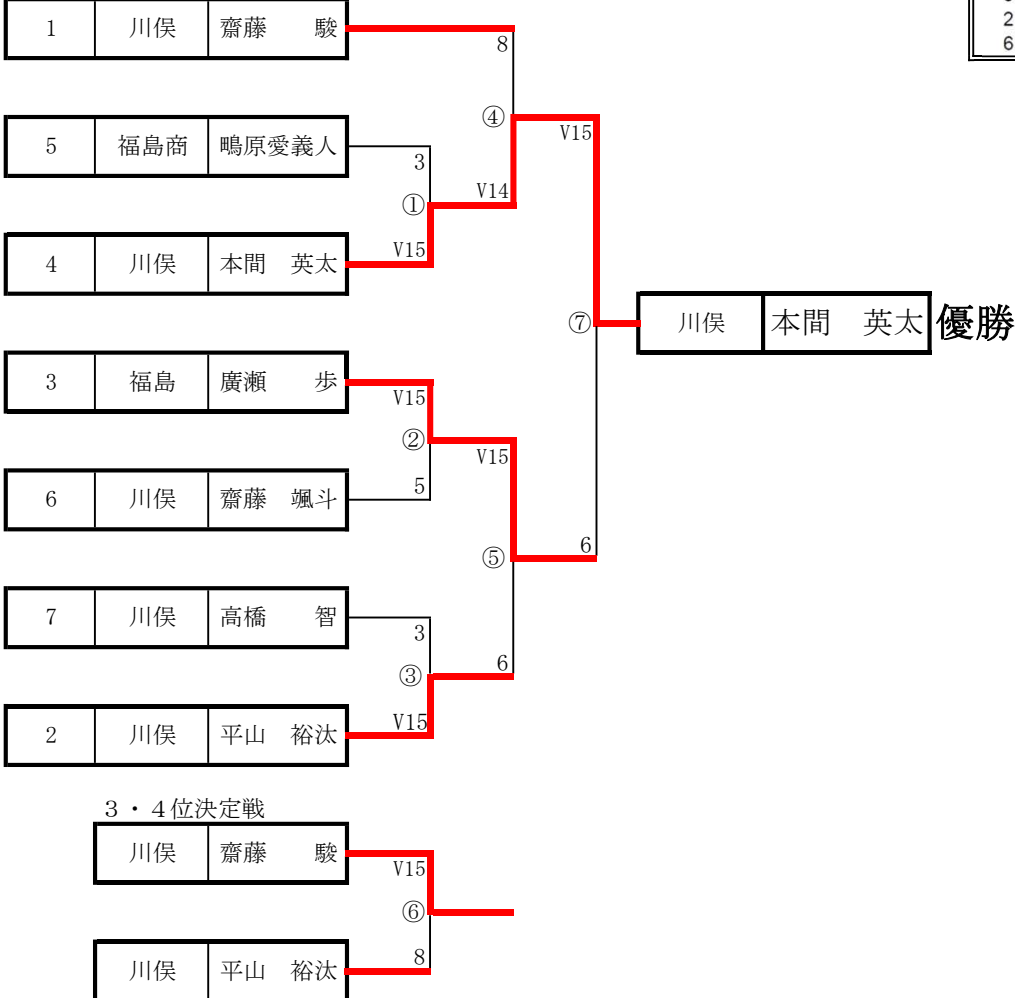 1 川俣 齋藤　駿
2
6
8
④
V15
5 福島商 鴫原愛義人
3
①
V14
4 川俣 本間　英太
V15
⑦
川俣 本間　英太 優勝
3 福島 廣瀬　歩
V15
②
V15
6 川俣 齋藤　颯斗
5
⑤
6
7 川俣 高橋　智
3
③
6
2 川俣 平山　裕汰
V15
３・４位決定戦
川俣 齋藤　駿
V15
⑥
川俣 平山　裕汰
8